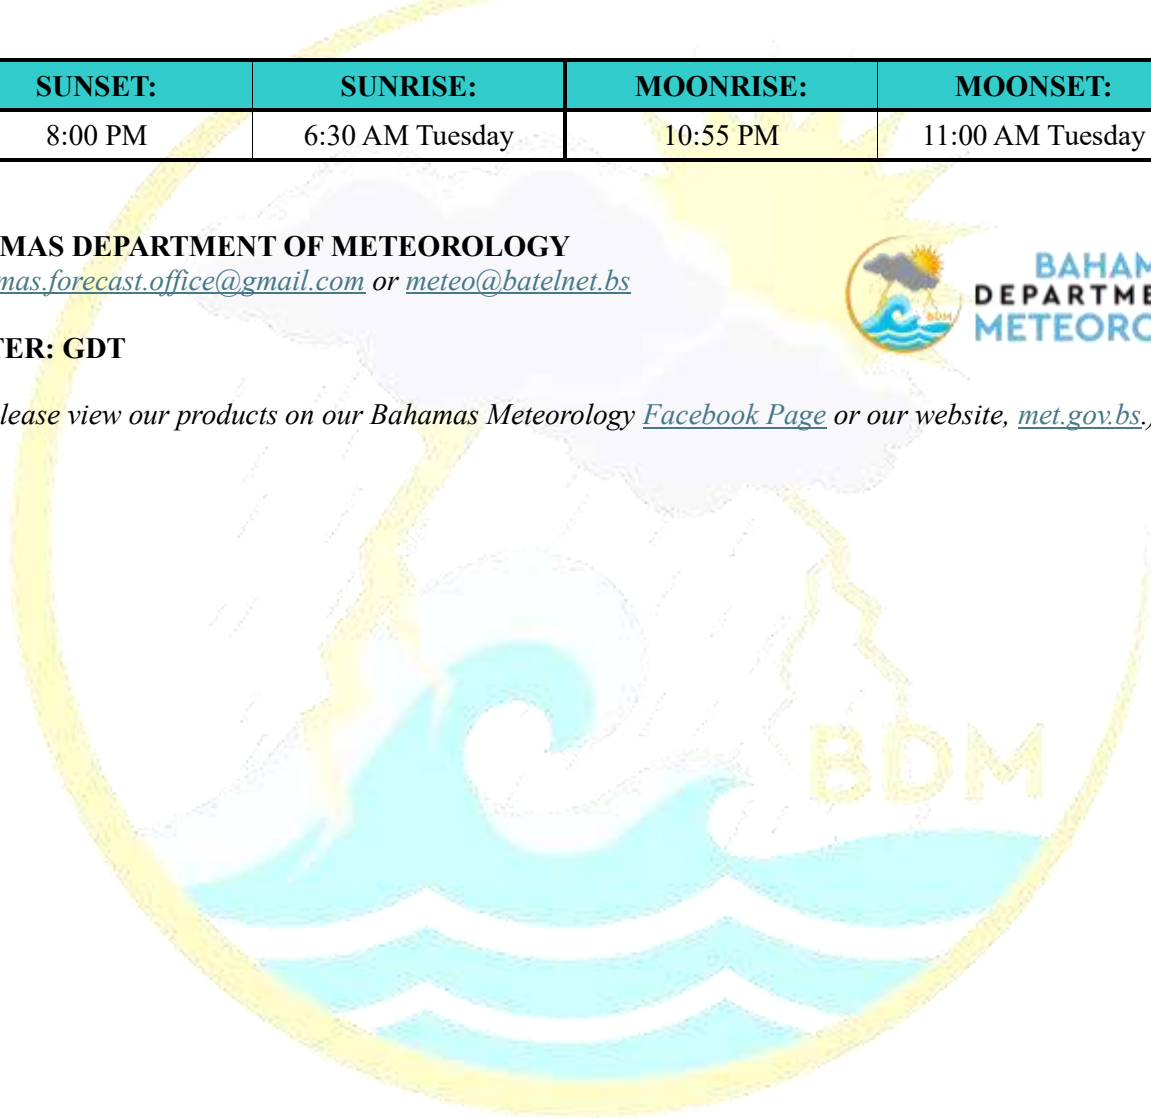 SUNSET: SUNRISE: MOONRISE: MOONSET:
8:00 PM 6:30 AM Tuesday 10:55 PM 11:00 AM Tuesday
MAS DEPARTMENT OF METEOROLOGY
mas.forecast.office@gmail.com or meteo@batelnet.bs
BAHAM
DEPARTME
METEORO
BDM
TER: GDT
lease view our products on our Bahamas Meteorology Facebook Page or our website, met.gov.bs.)
BDM